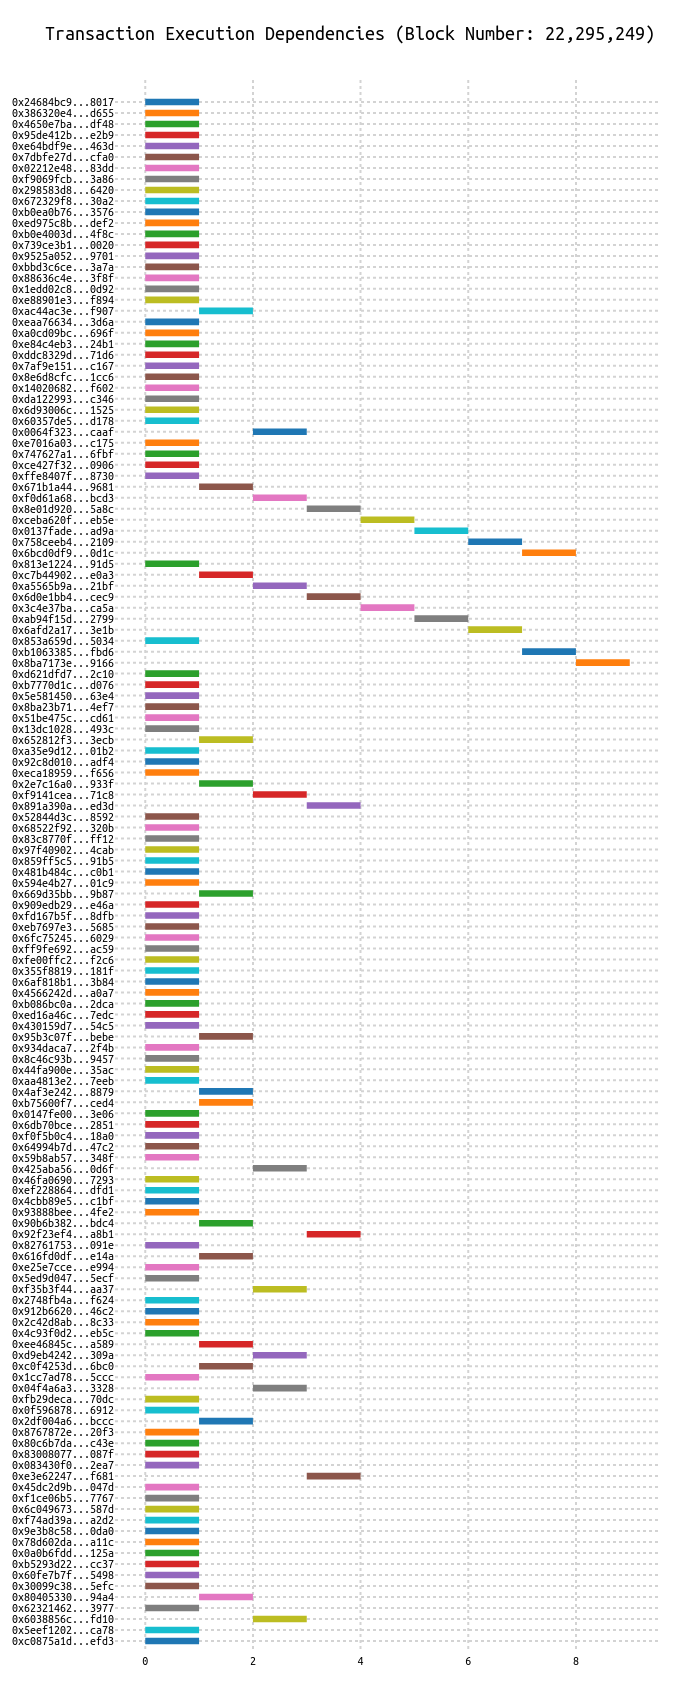 Transaction Execution Dependencies (Block Number: 22,295,249)
0x24684bc9...8017
0x386320e4...d655
0x4650e7ba...df48
0x95de412b...e2b9
0xe64bdf9e...463d
0x7dbfe27d...cfa0
0x02212e48...83dd
0xf9069fcb...3a86
0x298583d8...6420
0x672329f8...30a2
0xb0ea0b76...3576
0xed975c8b...def2
0xb0e4003d...4f8c
0x739ce3b1...0020
0x9525a052...9701
0xbbd3c6ce...3a7a
0x88636c4e...3f8f
0x1edd02c8...0d92
0xe88901e3...f894
0xac44ac3e...f907
0xeaa76634...3d6a
0xa0cd09bc...696f
0xe84c4eb3...24b1
0xddc8329d...71d6
0x7af9e151...c167
0x8e6d8cfc...1cc6
0x14020682...f602
0xda122993...c346
0x6d93006c...1525
0x60357de5...d178
0x0064f323...caaf
0xe7016a03...c175
0x747627a1...6fbf
0xce427f32...0906
0xffe8407f...8730
0x671b1a44...9681
0xf0d61a68...bcd3
0x8e01d920...5a8c
0xceba620f...eb5e
0x0137fade...ad9a
0x758ceeb4...2109
0x6bcd0df9...0d1c
0x813e1224...91d5
0xc7b44902...e0a3
0xa5565b9a...21bf
0x6d0e1bb4...cec9
0x3c4e37ba...ca5a
0xab94f15d...2799
0x6afd2a17...3e1b
0x853a659d...5034
0xb1063385...fbd6
0x8ba7173e...9166
0xd621dfd7...2c10
0xb7770d1c...d076
0x5e581450...63e4
0x8ba23b71...4ef7
0x51be475c...cd61
0x13dc1028...493c
0x652812f3...3ecb
0xa35e9d12...01b2
0x92c8d010...adf4
0xeca18959...f656
0x2e7c16a0...933f
0xf9141cea...71c8
0x891a390a...ed3d
0x52844d3c...8592
0x68522f92...320b
0x83c8770f...ff12
0x97f40902...4cab
0x859ff5c5...91b5
0x481b484c...c0b1
0x594e4b27...01c9
0x669d35bb...9b87
0x909edb29...e46a
0xfd167b5f...8dfb
0xeb7697e3...5685
0x6fc75245...6029
0xff9fe692...ac59
0xfe00ffc2...f2c6
0x355f8819...181f
0x6af818b1...3b84
0x4566242d...a0a7
0xb086bc0a...2dca
0xed16a46c...7edc
0x430159d7...54c5
0x95b3c07f...bebe
0x934daca7...2f4b
0x8c46c93b...9457
0x44fa900e...35ac
0xaa4813e2...7eeb
0x4af3e242...8879
0xb75600f7...ced4
0x0147fe00...3e06
0x6db70bce...2851
0xf0f5b0c4...18a0
0x64994b7d...47c2
0x59b8ab57...348f
0x425aba56...0d6f
0x46fa0690...7293
0xef228864...dfd1
0x4cbb89e5...c1bf
0x93888bee...4fe2
0x90b6b382...bdc4
0x92f23ef4...a8b1
0x82761753...091e
0x616fd0df...e14a
0xe25e7cce...e994
0x5ed9d047...5ecf
0xf35b3f44...aa37
0x2748fb4a...f624
0x912b6620...46c2
0x2c42d8ab...8c33
0x4c93f0d2...eb5c
0xee46845c...a589
0xd9eb4242...309a
0xc0f4253d...6bc0
0x1cc7ad78...5ccc
0x04f4a6a3...3328
0xfb29deca...70dc
0x0f596878...6912
0x2df004a6...bccc
0x8767872e...20f3
0x80c6b7da...c43e
0x83008077...087f
0x083430f0...2ea7
0xe3e62247...f681
0x45dc2d9b...047d
0xf1ce06b5...7767
0x6c049673...587d
0xf74ad39a...a2d2
0x9e3b8c58...0da0
0x78d602da...a11c
0x0a0b6fdd...125a
0xb5293d22...cc37
0x60fe7b7f...5498
0x30099c38...5efc
0x80405330...94a4
0x62321462...3977
0x6038856c...fd10
0x5eef1202...ca78
0xc0875a1d...efd3
0 2 4 6 8